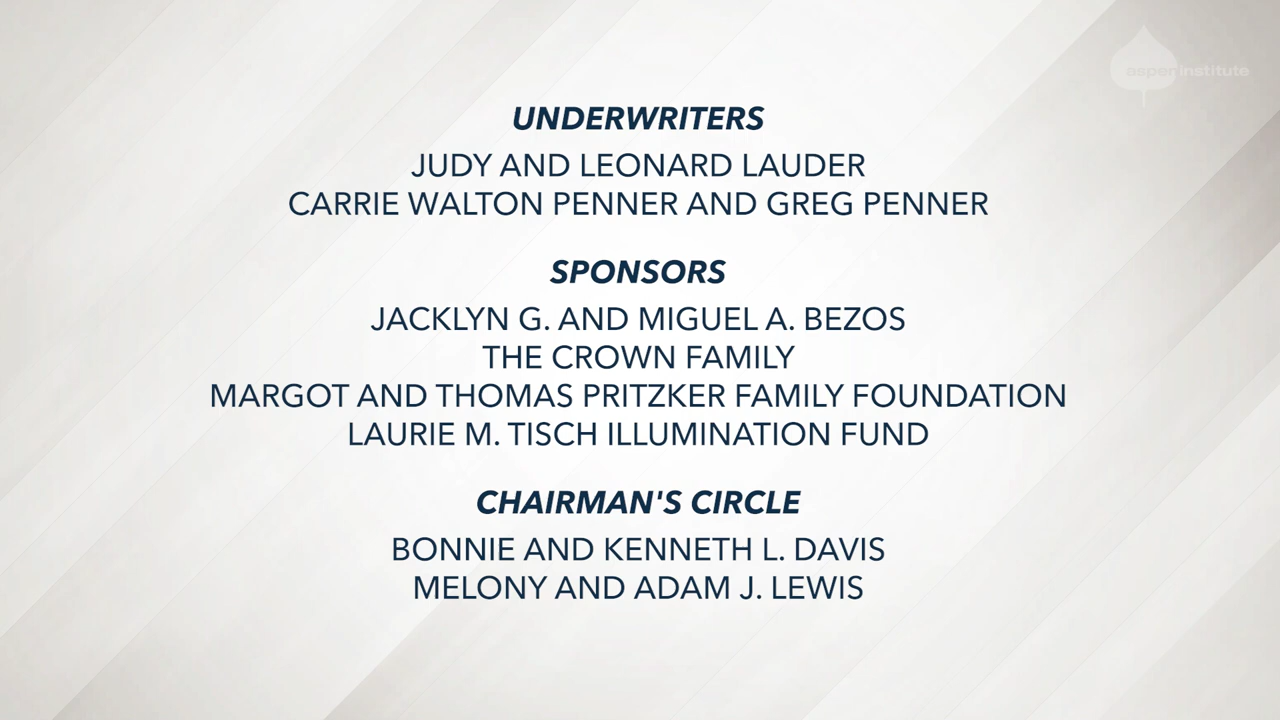 aspen institute
UNDERWRITERS
JUDY AND LEONARD LAUDER
CARRIE WALTON PENNER AND GREG PENNER
SPONSORS
JACKLYN G. AND MIGUEL A. BEZOS
THE CROWN FAMILY
MARGOT AND THOMAS PRITZKER FAMILY FOUNDATION
LAURIE M. TISCH ILLUMINATION FUND
CHAIRMAN'S CIRCLE
BONNIE AND KENNETH L. DAVIS
MELONY AND ADAM J. LEWIS